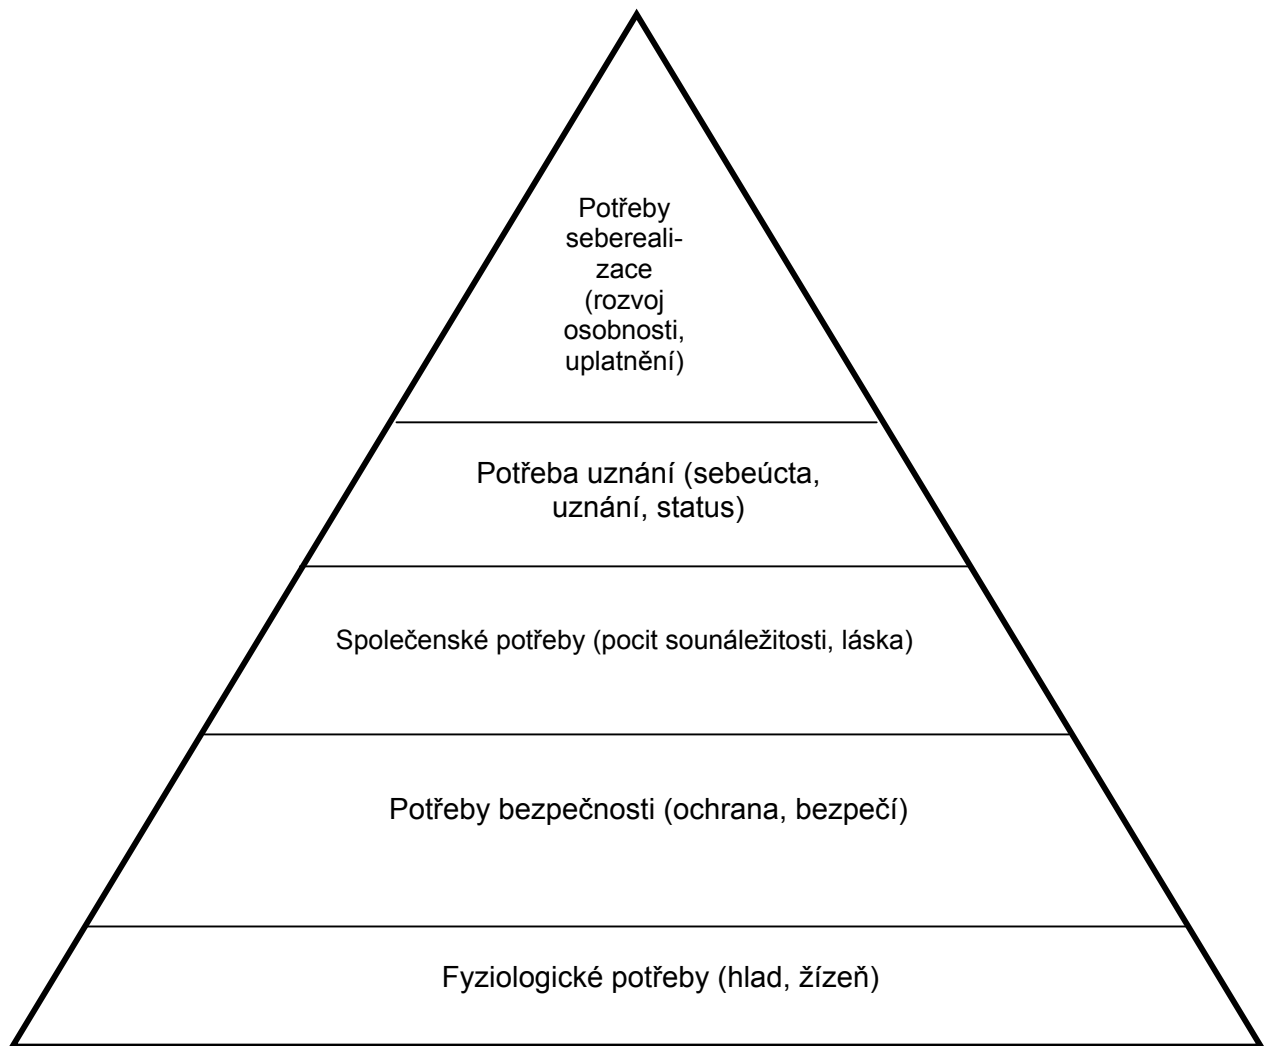 Potřeby
seberealі-
zace
(rozvoj
osobnosti,
uplatnění)
Potřeba uznání (sebeúcta,
uznání, status)
Společenské potřeby (pocit sounáležitosti, láska)
Potřeby bezpečnosti (ochrana, bezpečí)
Fyziologické potřeby (hlad, žízeň)